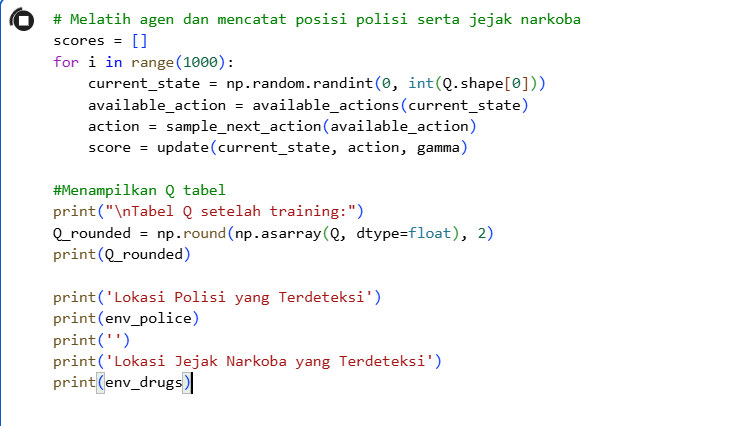 # Melatih agen dan mencatat posisi polisi serta jejak narkoba
scores = []
for i in range(1000):
    current_state = np.random.randint(0, int(Q.shape[0]))
    available_action = available_actions(current_state)
    action = sample_next_action(available_action)
    score = update(current_state, action, gamma)

#Menampilkan Q tabel
print("\nTabel Q setelah training:")
Q_rounded = np.round(np.asarray(Q, dtype=float), 2)
print(Q_rounded)

print('Lokasi Polisi yang Terdeteksi')
print(env_police)
print('')
print('Lokasi Jejak Narkoba yang Terdeteksi')
print(env_drugs)